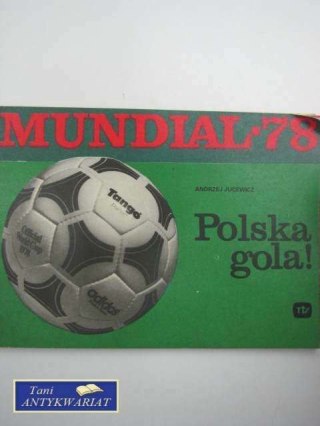 MUNDIAL-78
ANDRZEJ JUCEWICZ
Polska
gola!
Tango
Adidas
Tani
ANTYKWARIAT